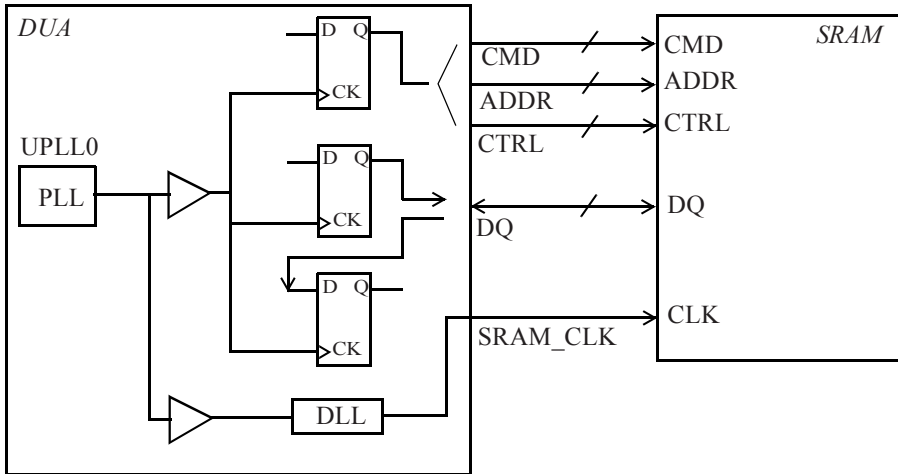 DUA
D Q
CK
UPLL0
PLL
D Q
CK
D Q
CK
DLL
CMD
ADDR
CTRL
DQ
SRAM_CLK
SRAM
CMD
ADDR
CTRL
DQ
CLK